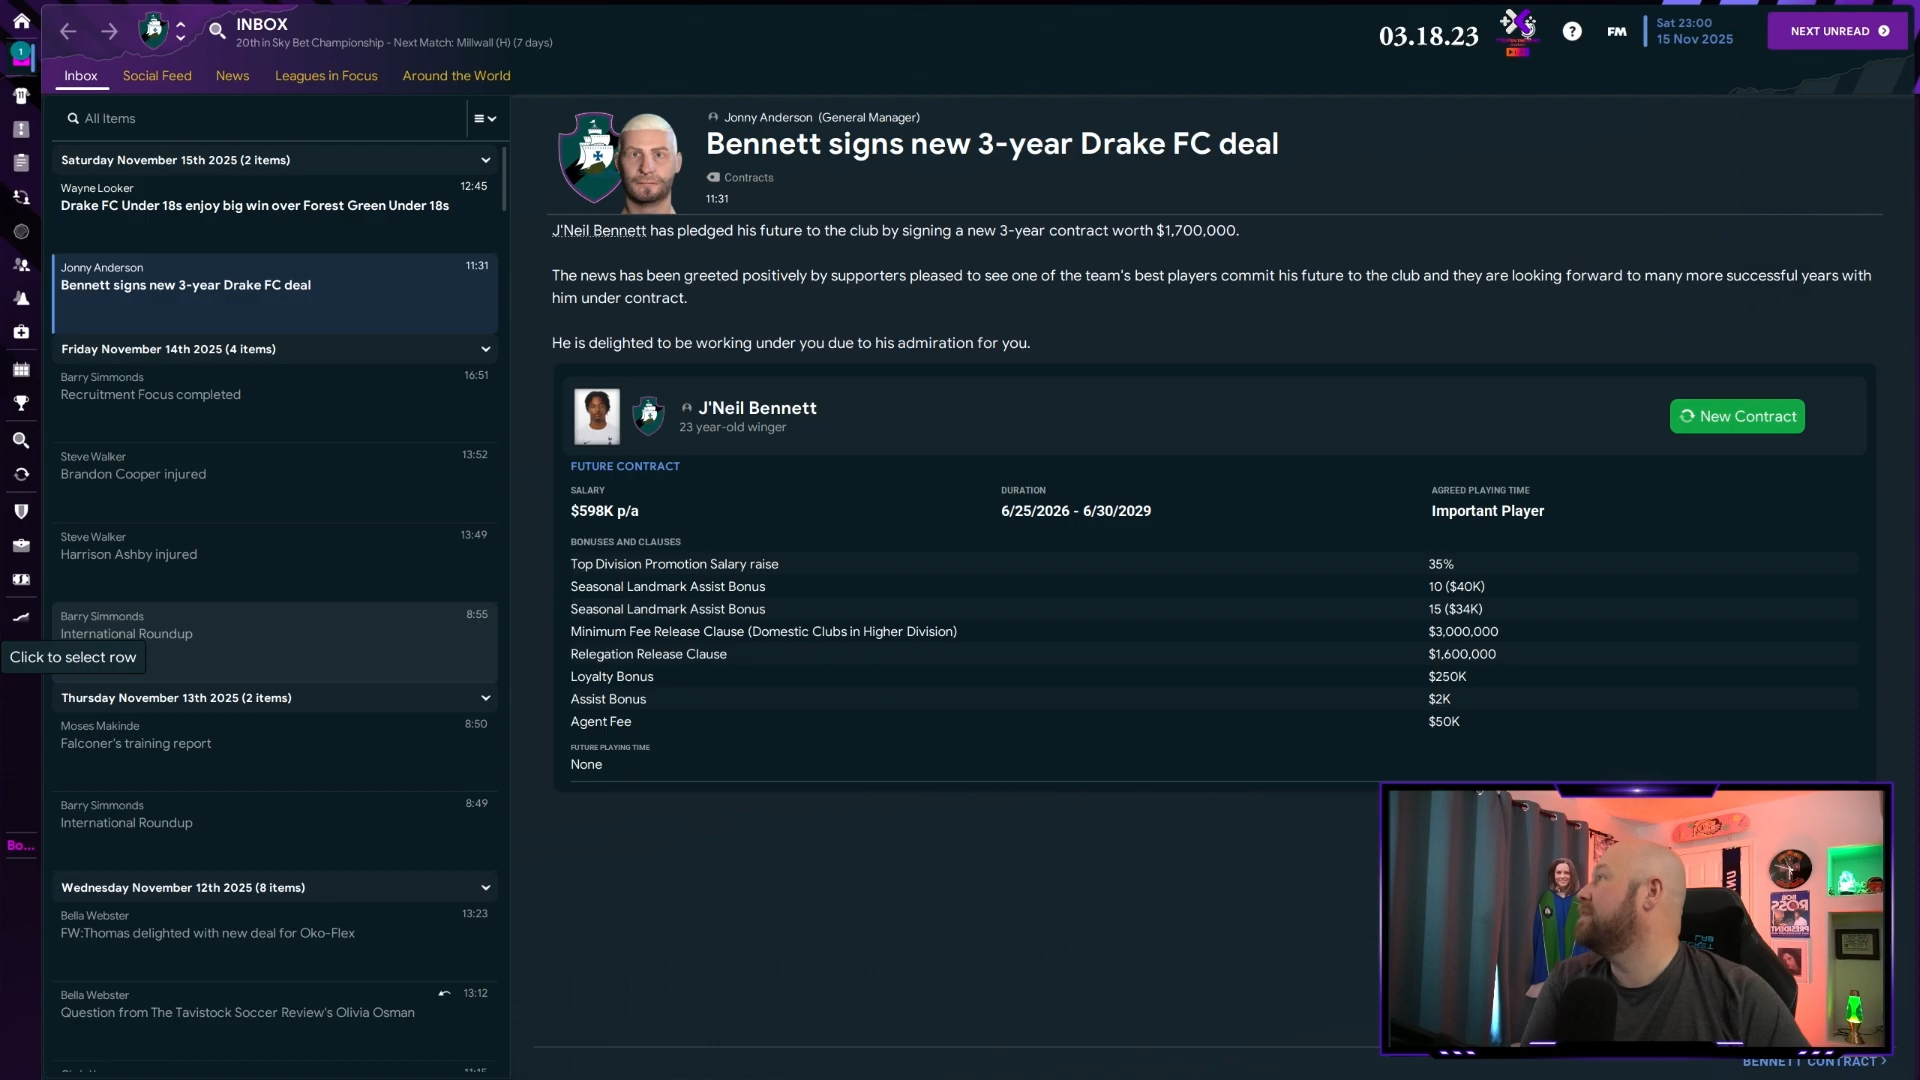 INBOX
20th in Sky Bet Championship - Next Match: Millwall (H) (7 days)
03.18.23
FM
Sat 23:00
15 Nov 2025
NEXT UNREAD
1
Inbox
Social Feed
News
Leagues in Focus
Around the World
All Items
Saturday November 15th 2025 (2 items)
Wayne Looker
12:45
Drake FC Under 18s enjoy big win over Forest Green Under 18s
Jonny Anderson
11:31
Bennett signs new 3-year Drake FC deal
Friday November 14th 2025 (4 items)
Barry Simmonds
16:51
Recruitment Focus completed
Steve Walker
13:52
Brandon Cooper injured
Steve Walker
13:49
Harrison Ashby injured
Barry Simmonds
8:55
International Roundup
Click to select row
Thursday November 13th 2025 (2 items)
Moses Makinde
8:50
Falconer's training report
Barry Simmonds
8:49
International Roundup
Bo...
Wednesday November 12th 2025 (8 items)
Bella Webster
13:23
FW:Thomas delighted with new deal for Oko-Flex
Bella Webster
13:12
Question from The Tavistock Soccer Review's Olivia Osman
Jonny Anderson (General Manager)
Bennett signs new 3-year Drake FC deal
Contracts
11:31
J'Neil Bennett has pledged his future to the club by signing a new 3-year contract worth $1,700,000.
The news has been greeted positively by supporters pleased to see one of the team's best players commit his future to the club and they are looking forward to many more successful years with
him under contract.
He is delighted to be working under you due to his admiration for you.
J'Neil Bennett
23 year-old winger
New Contract
FUTURE CONTRACT
SALARY
$598K p/a
DURATION
6/25/2026 - 6/30/2029
AGREED PLAYING TIME
Important Player
BONUSES AND CLAUSES
Top Division Promotion Salary raise
35%
Seasonal Landmark Assist Bonus
10 ($40K)
Seasonal Landmark Assist Bonus
15 ($34K)
Minimum Fee Release Clause (Domestic Clubs in Higher Division)
$3,000,000
Relegation Release Clause
$1,600,000
Loyalty Bonus
$250K
Assist Bonus
$2K
Agent Fee
$50K
FUTURE PLAYING TIME
None
BOB
ROSS
PRESIDENT
BENNETT CONTRACT